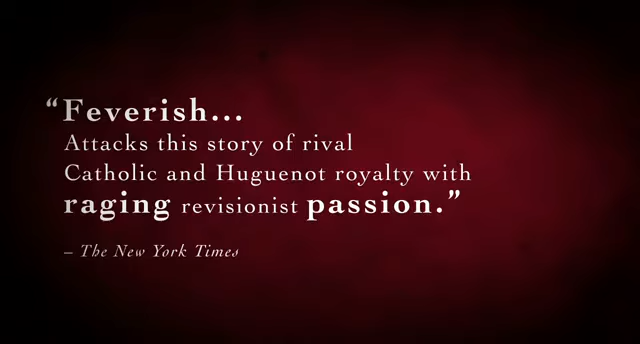 “Feverish...
Attacks this story of rival
Catholic and Huguenot royalty with
raging revisionist passion.”
– The New York Times